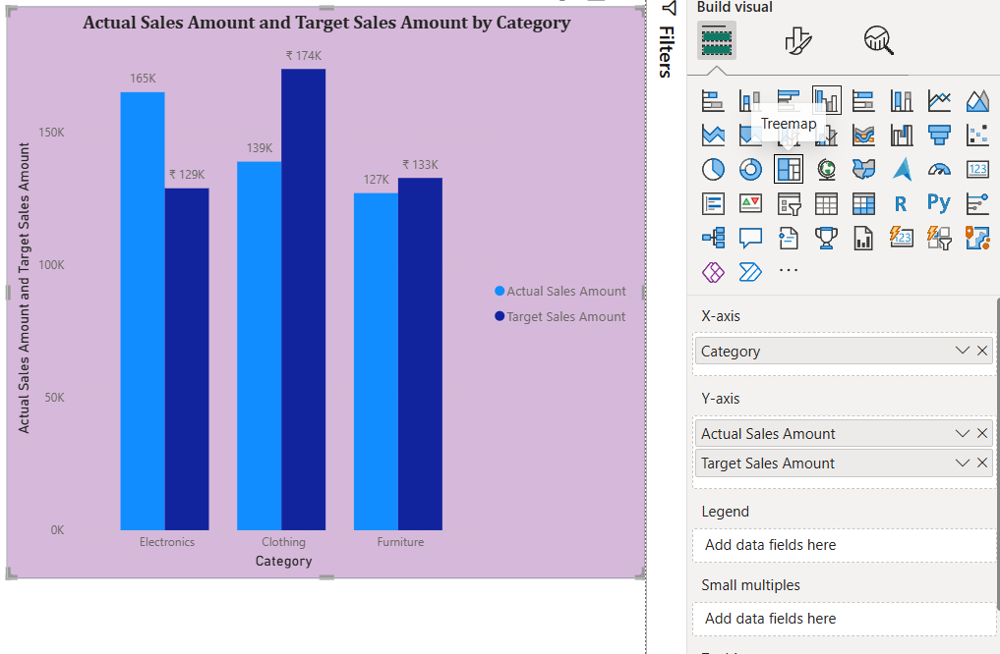 Actual Sales Amount and Target Sales Amount by Category
Actual Sales Amount and Target Sales Amount
150K
100K
50K
0K
165K
₹ 129K
139K
₹ 174K
127K
₹ 133K
Electronics
Clothing
Furniture
Category
Actual Sales Amount
Target Sales Amount
Filters
Build visual
Treemap
123
R
Py
123
X-axis
Category
Y-axis
Actual Sales Amount
Target Sales Amount
Legend
Add data fields here
Small multiples
Add data fields here